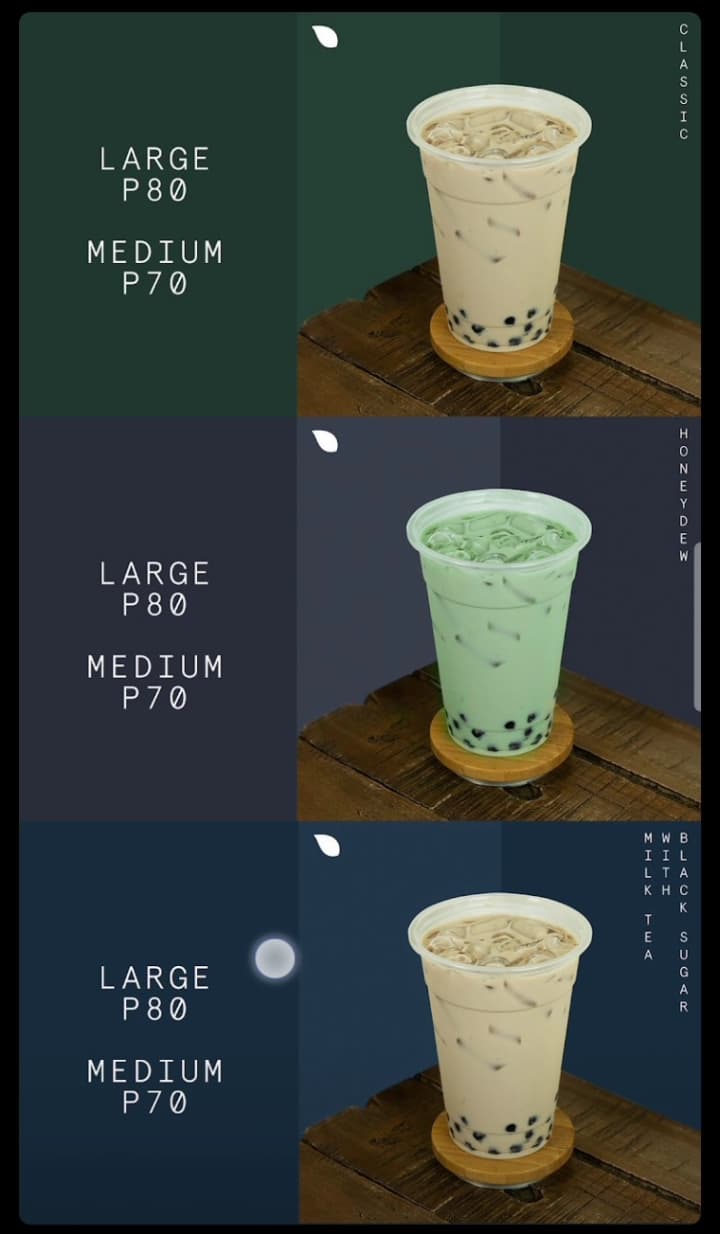 LARGE
P80
MEDIUM
P70
CLASSIC
LARGE
P80
MEDIUM
P70
HONEYDEW
LARGE
P80
MEDIUM
P70
BLACK SUGAR
WITH
MILK TEA